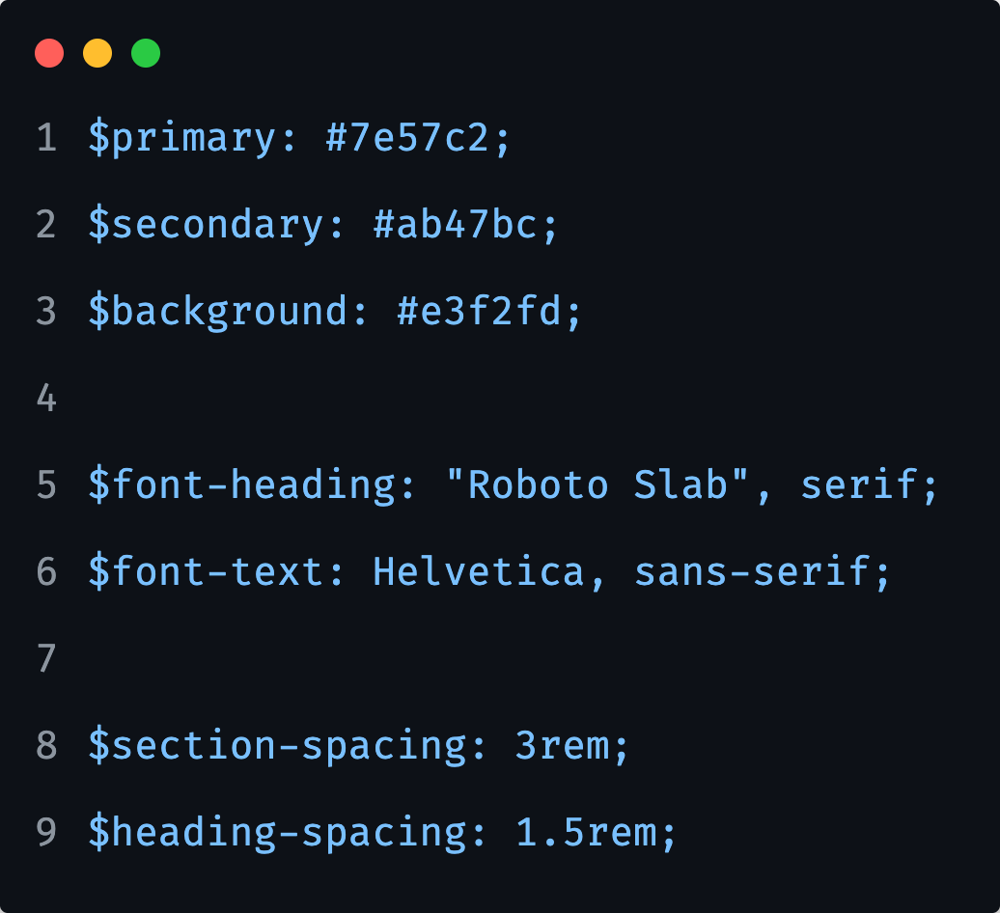 1 $primary: #7e57c2;
2 $secondary: #ab47bc;
3 $background: #e3f2fd;
4
5 $font-heading: "Roboto Slab", serif;
6 $font-text: Helvetica, sans-serif;
7
8 $section-spacing: 3rem;
9 $heading-spacing: 1.5rem;